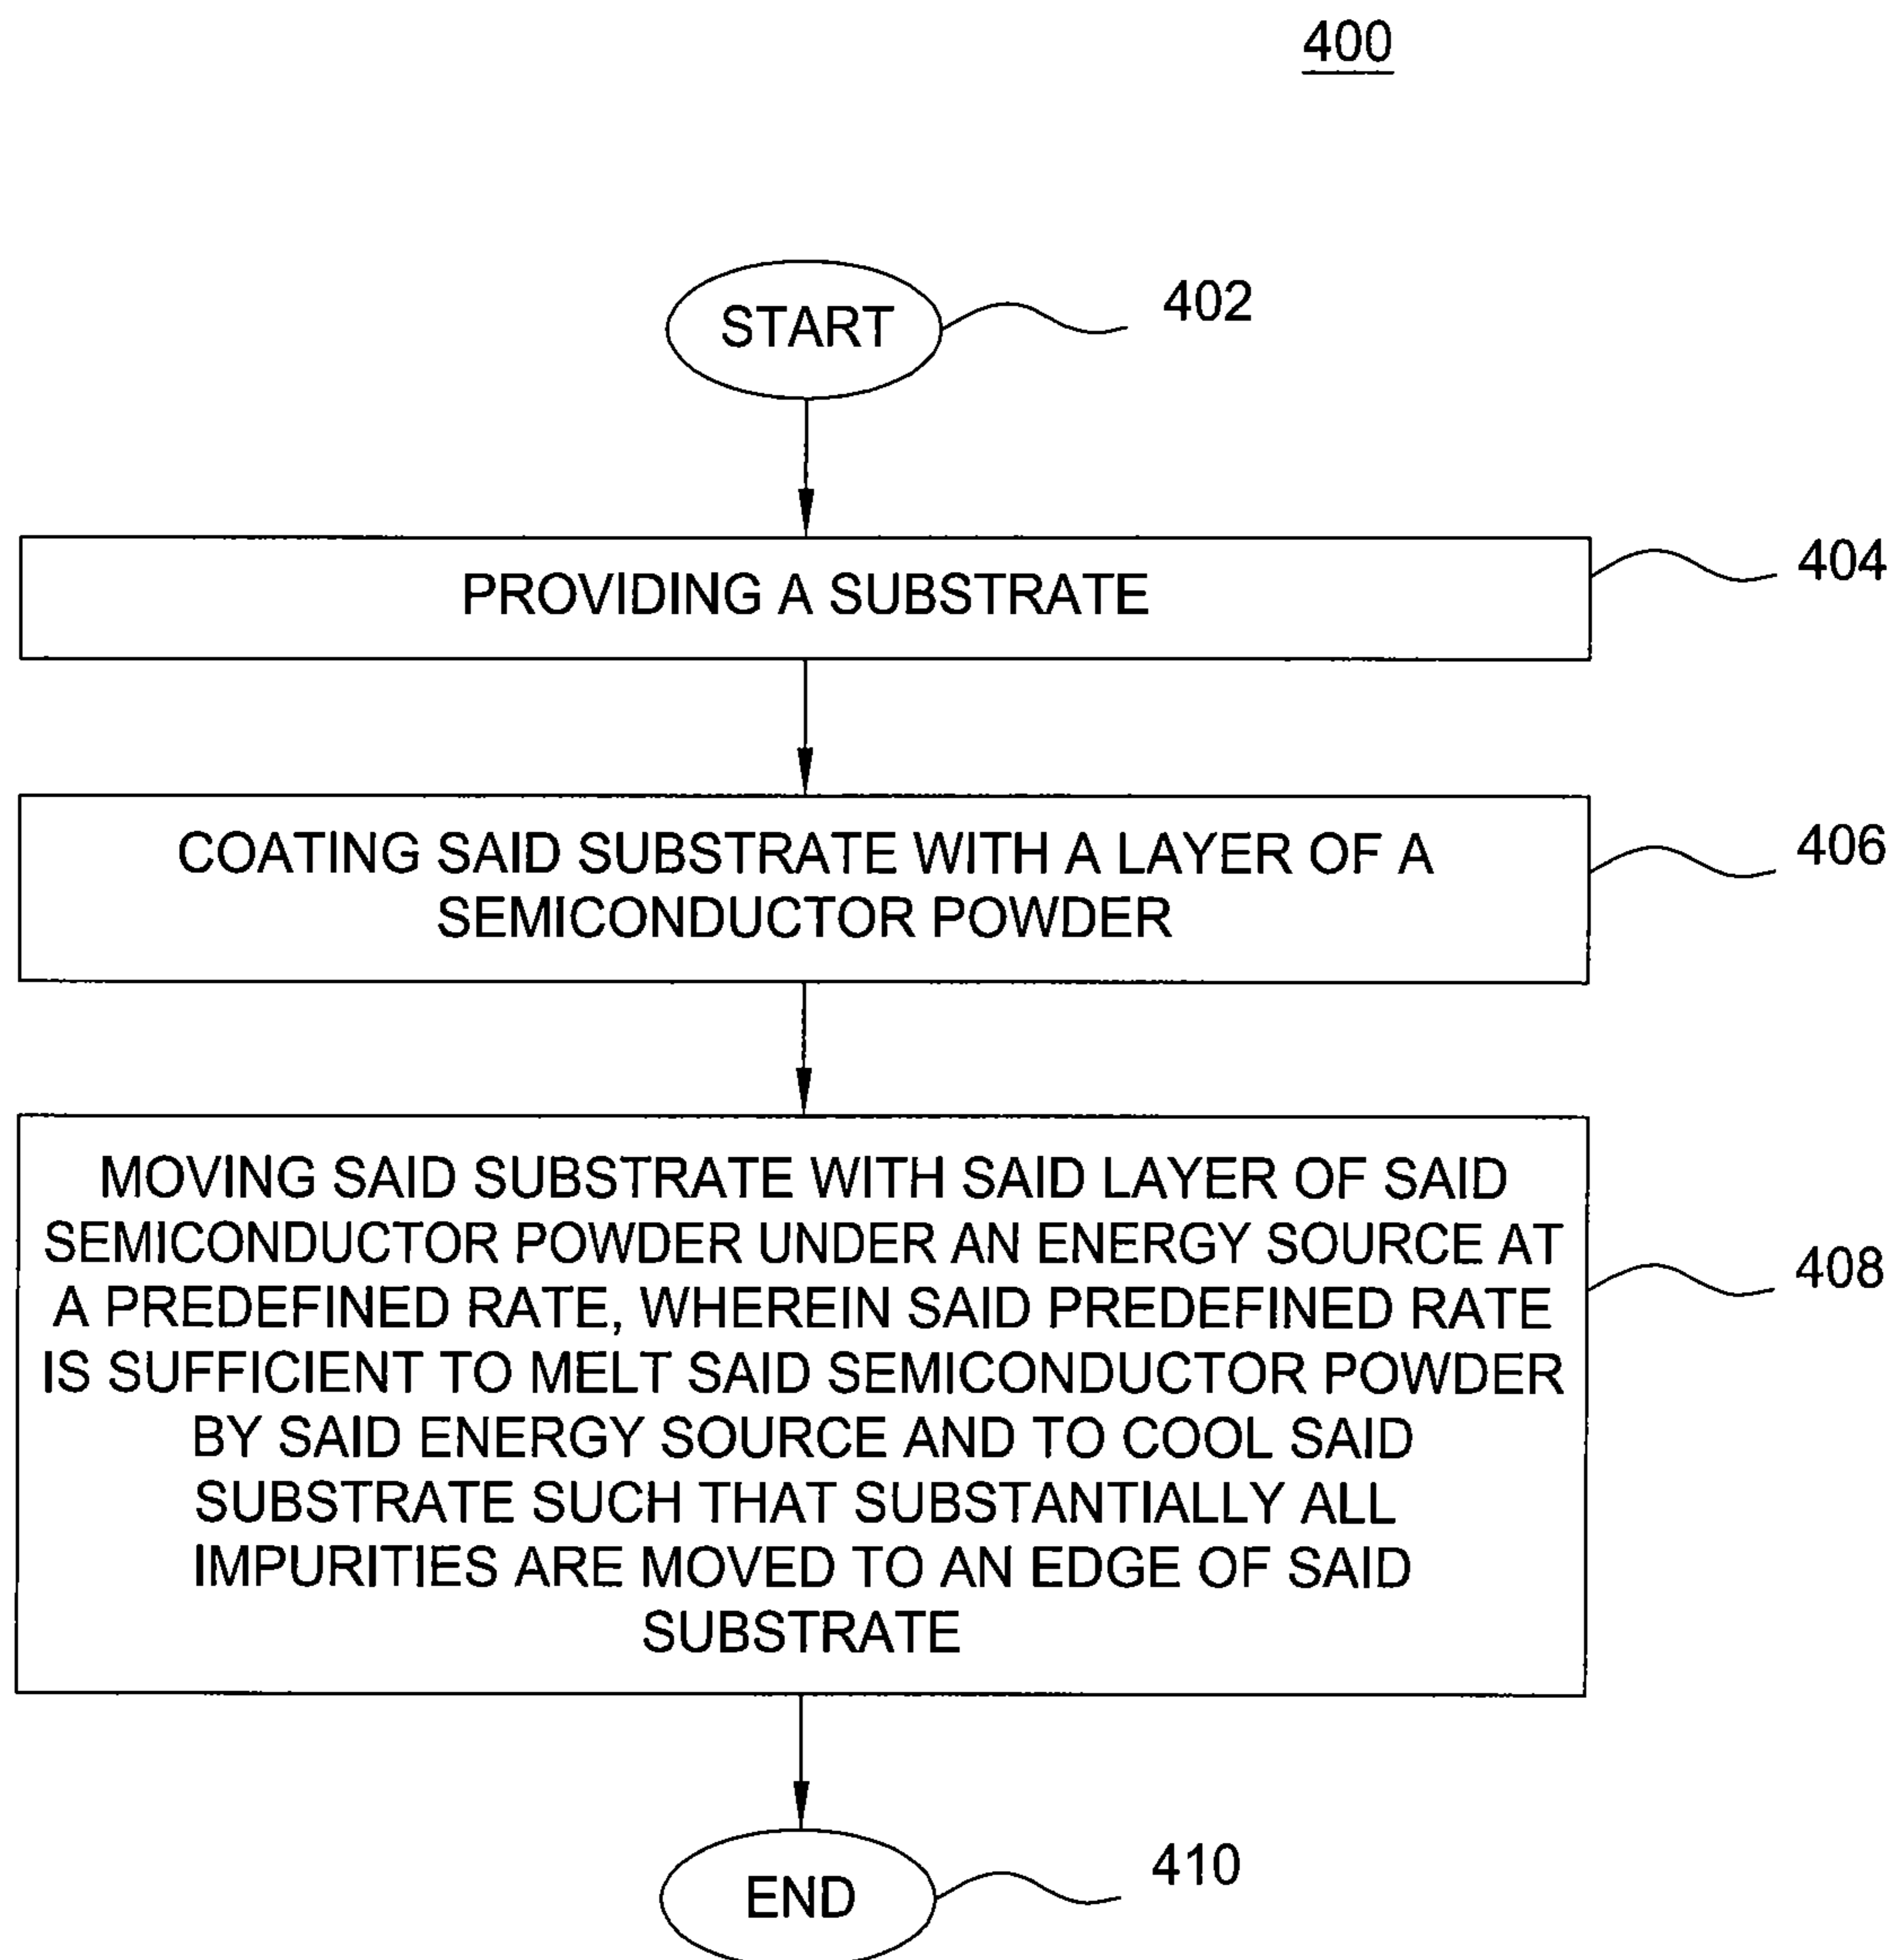 400
START
402
PROVIDING A SUBSTRATE
404
COATING SAID SUBSTRATE WITH A LAYER OF A
SEMICONDUCTOR POWDER
406
MOVING SAID SUBSTRATE WITH SAID LAYER OF SAID
SEMICONDUCTOR POWDER UNDER AN ENERGY SOURCE AT
A PREDEFINED RATE, WHEREIN SAID PREDEFINED RATE
IS SUFFICIENT TO MELT SAID SEMICONDUCTOR POWDER
BY SAID ENERGY SOURCE AND TO COOL SAID
SUBSTRATE SUCH THAT SUBSTANTIALLY ALL
IMPURITIES ARE MOVED TO AN EDGE OF SAID
SUBSTRATE
408
END
410